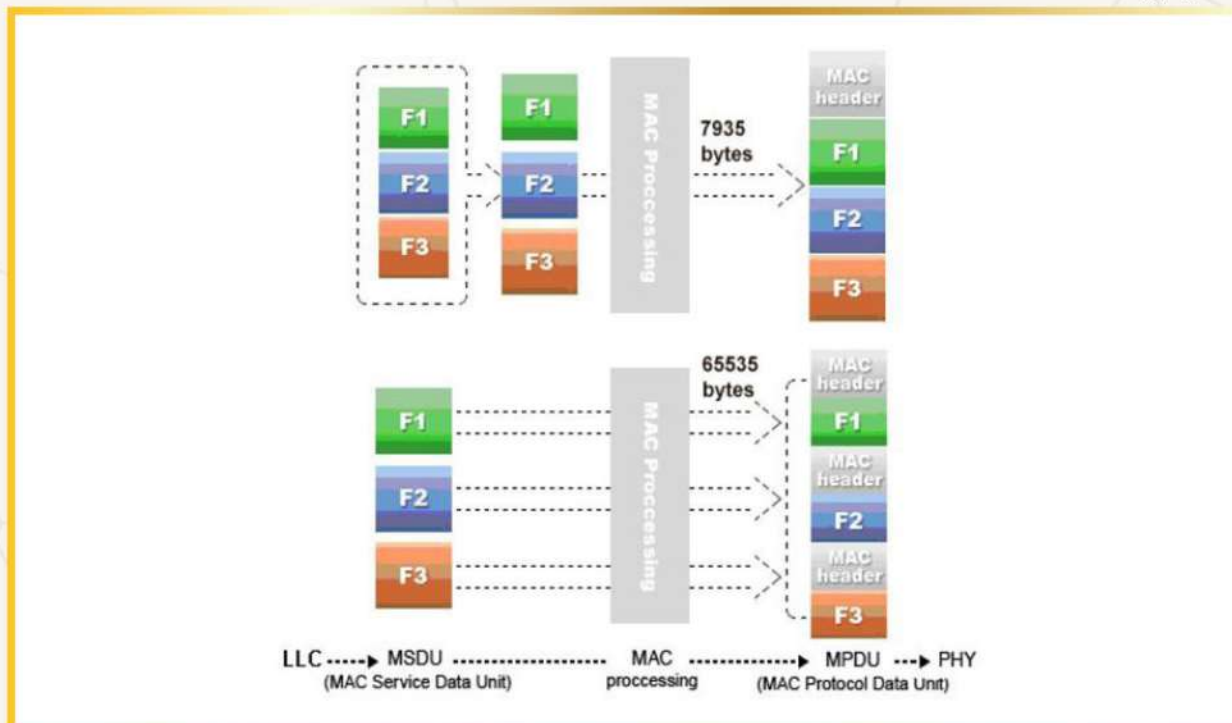 MAC
header
F1
F1
F1
7935
bytes
MAC Proccessing
F2
F2
F2
F3
F3
F3
65535
bytes
MAC
header
F1
F1
MAC Proccessing
MAC
header
F2
F2
MAC
header
F3
F3
LLC MSDU MAC MPDU PHY
(MAC Service Data Unit) proccessing (MAC Protocol Data Unit)